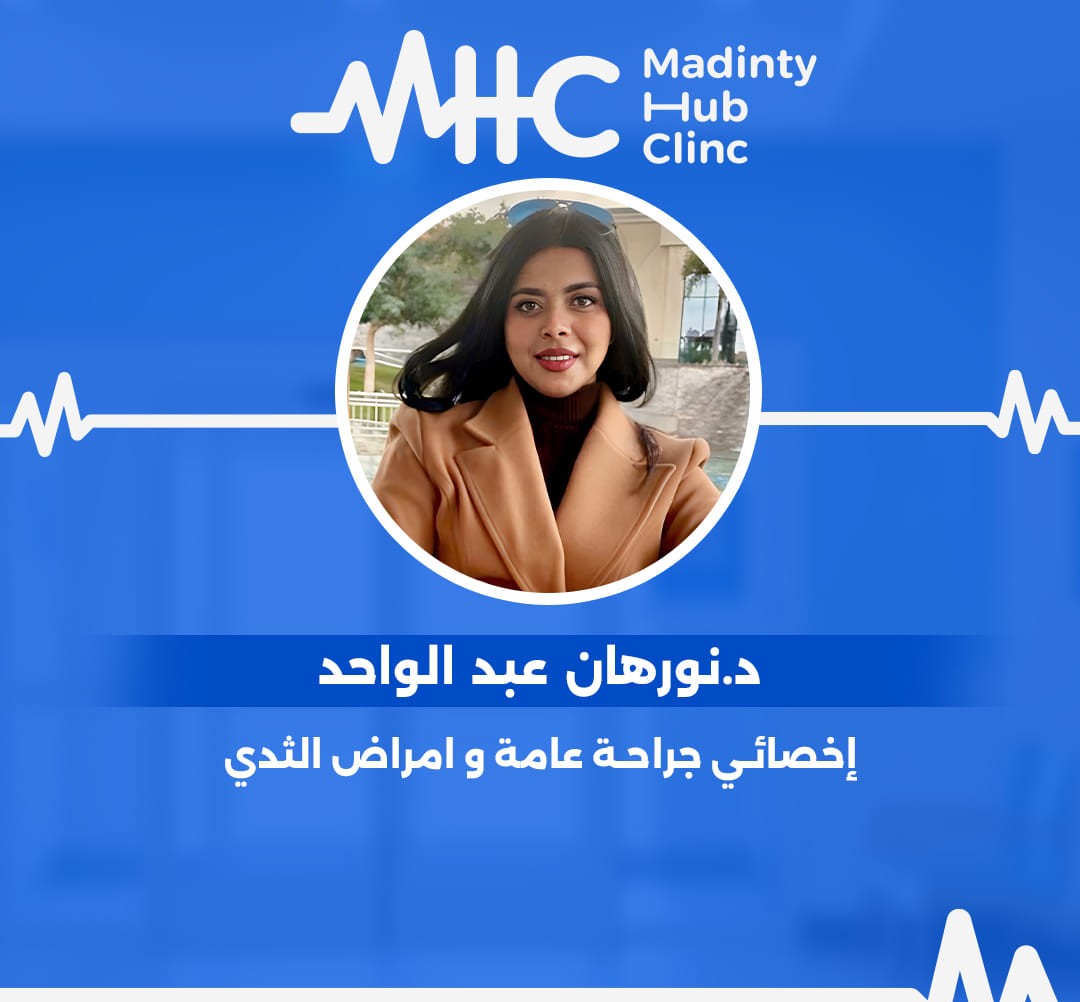 MHC
Madinty
Hub
Clinc
د.نورهان عبد الواحد
إخصائي جراحة عامة و امراض الثدي